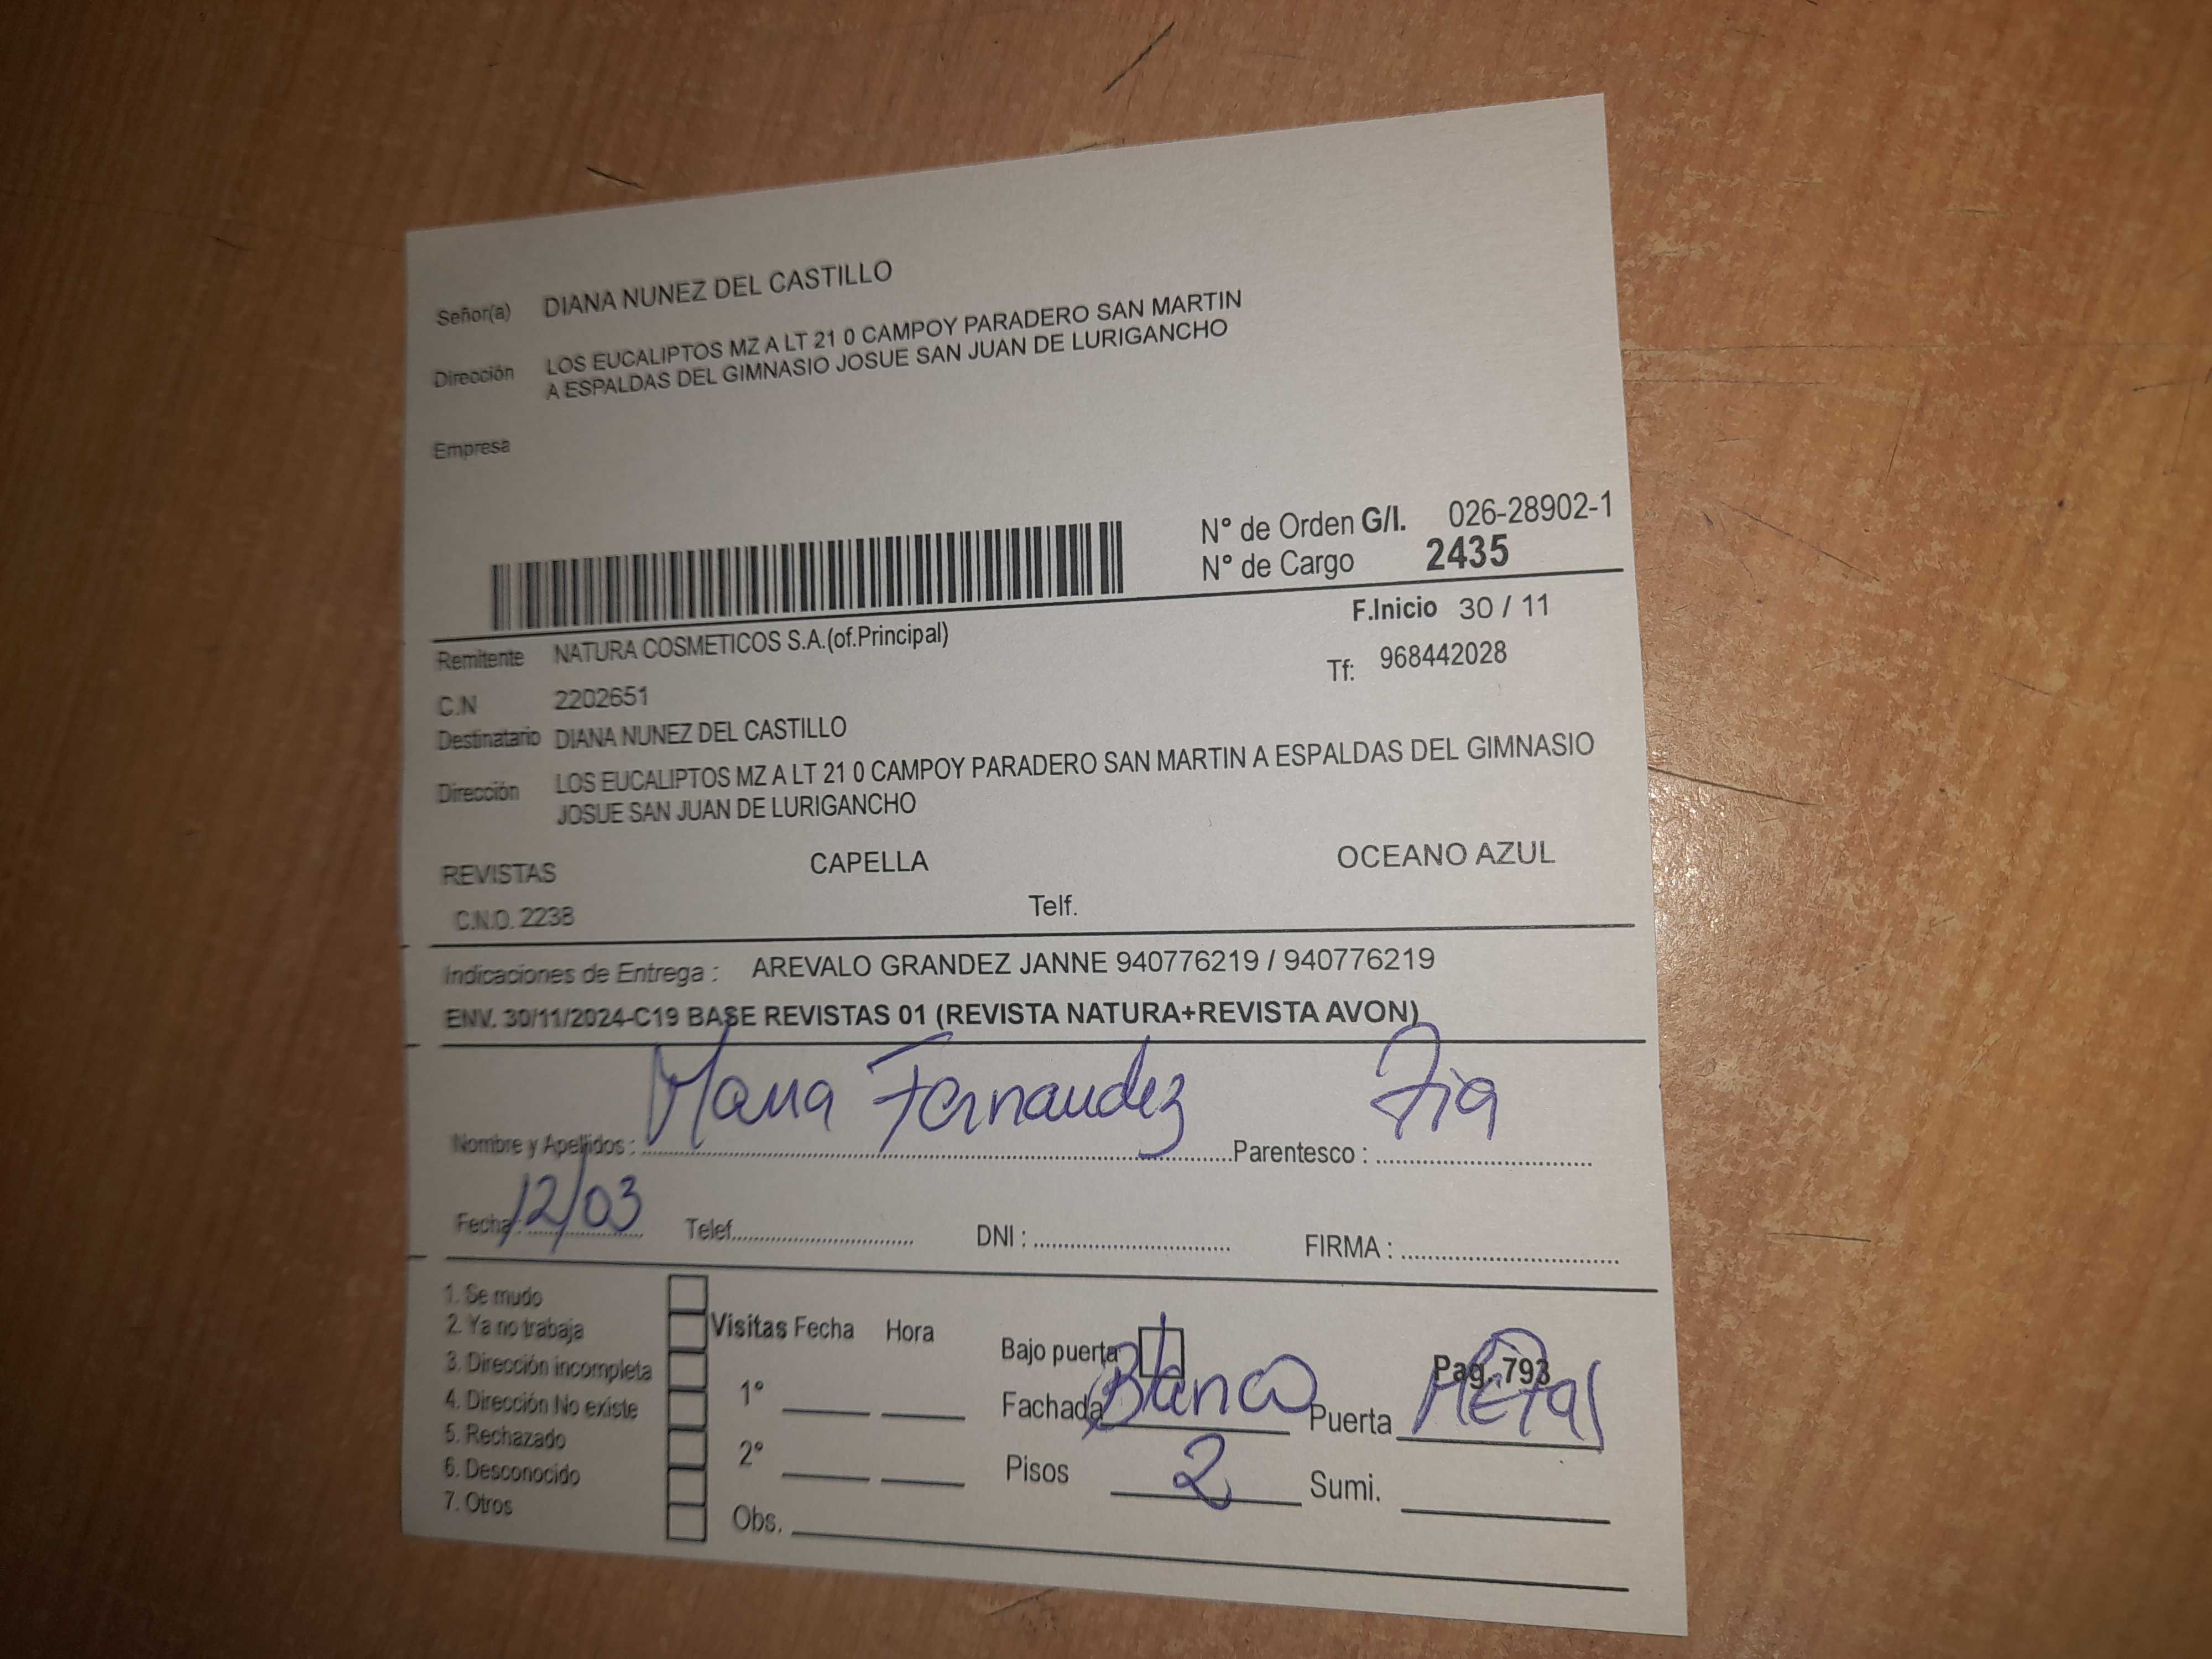 Señor(a) DIANA NUNEZ DEL CASTILLO
Dirección LOS EUCALIPTOS MZ A LT 21 0 CAMPOY PARADERO SAN MARTIN
A ESPALDAS DEL GIMNASIO JOSUE SAN JUAN DE LURIGANCHO
Empresa
N° de Orden G/I. 026-28902-1
N° de Cargo 2435
F.Inicio 30 / 11
Remitente NATURA COSMETICOS S.A.(of.Principal)
Tf: 968442028
C.N 2202651
Destinatario DIANA NUNEZ DEL CASTILLO
Dirección LOS EUCALIPTOS MZ A LT 21 0 CAMPOY PARADERO SAN MARTIN A ESPALDAS DEL GIMNASIO
JOSUE SAN JUAN DE LURIGANCHO
REVISTAS CAPELLA OCEANO AZUL
C.N.O. 2238 Telf.
Indicaciones de Entrega : AREVALO GRANDEZ JANNE 940776219 / 940776219
ENV. 30/11/2024-C19 BASE REVISTAS 01 (REVISTA NATURA+REVISTA AVON)
Nombre y Apellidos : Maria Fernandez Parentesco : Tia
Fecha : 12/03 Telef. DNI : FIRMA :
1. Se mudo
2. Ya no trabaja
3. Dirección incompleta
4. Dirección No existe
5. Rechazado
6. Desconocido
7. Otros
Visitas Fecha Hora
1°
2°
Obs.
Bajo puerta Pag. 793
Fachada Blanco Puerta Metal
Pisos 2 Sumi.